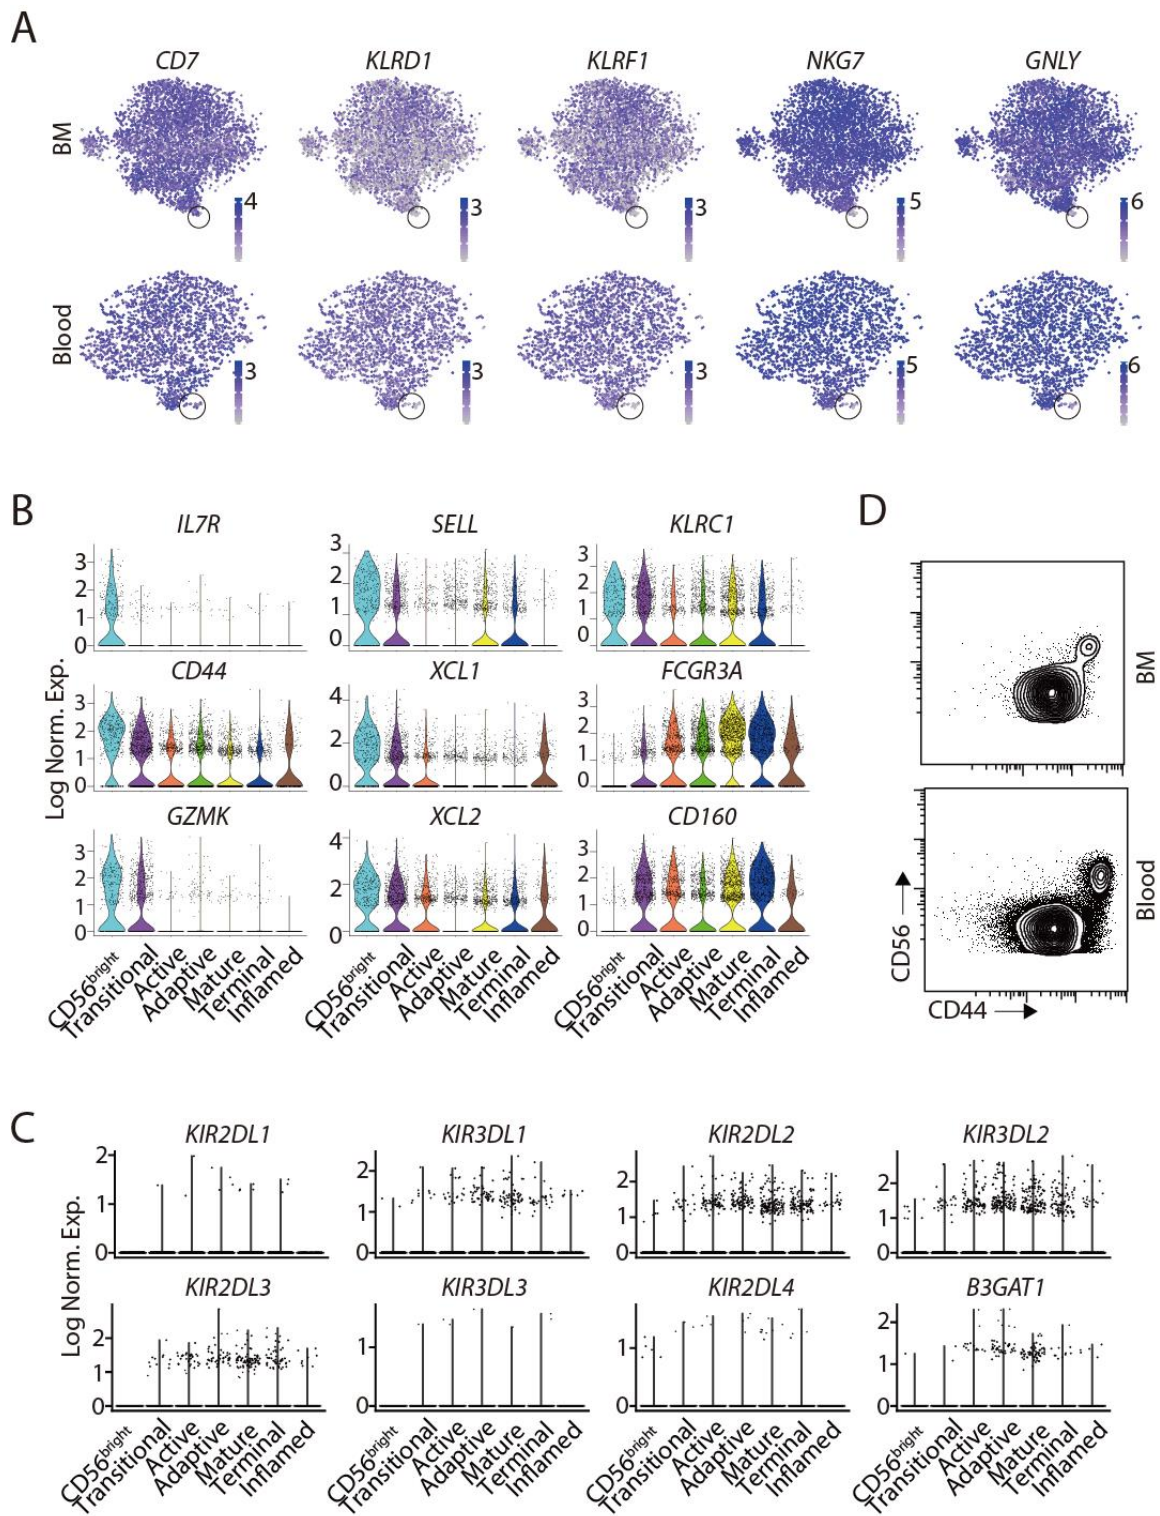 A
CD7 KLRD1 KLRF1 NKG7 GNLY
BM
4 3 3 5 6
Blood
3 3 3 5 6
B
D
IL7R SELL KLRC1
3 2 1 0 3 2 1 0 3 2 1 0
Log Norm. Exp.
CD44 XCL1 FCGR3A
3 2 1 0 4 2 0 3 2 1 0
GZMK XCL2 CD160
3 2 1 0 4 2 0 3 2 1 0
CD56bright Transitional Active Adaptive Mature Terminal Inflamed
CD56bright Transitional Active Adaptive Mature Terminal Inflamed
CD56bright Transitional Active Adaptive Mature Terminal Inflamed
BM
Blood
CD56
CD44
C
KIR2DL1 KIR3DL1 KIR2DL2 KIR3DL2
2 1 0 2 1 0 2 1 0 2 1 0
Log Norm. Exp.
KIR2DL3 KIR3DL3 KIR2DL4 B3GAT1
2 1 0 1 0 1 0 2 1 0
CD56bright Transitional Active Adaptive Mature Terminal Inflamed
CD56bright Transitional Active Adaptive Mature Terminal Inflamed
CD56bright Transitional Active Adaptive Mature Terminal Inflamed
CD56bright Transitional Active Adaptive Mature Terminal Inflamed